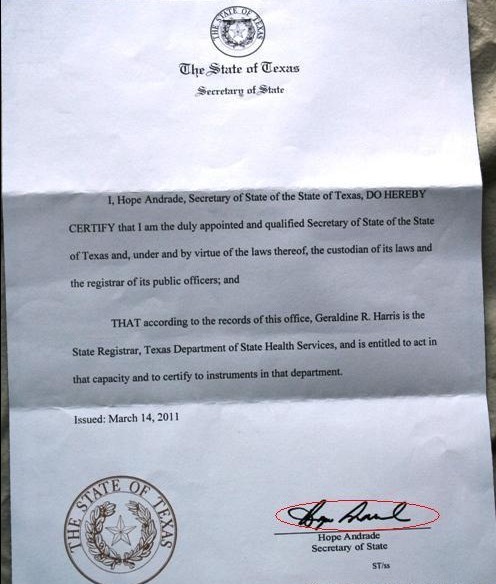 THE STATE OF TEXAS
The State of Texas
Secretary of State
I, Hope Andrade, Secretary of State of the State of Texas, DO HEREBY
CERTIFY that I am the duly appointed and qualified Secretary of State of the State
of Texas and, under and by virtue of the laws thereof, the custodian of its laws and
the registrar of its public officers; and
THAT according to the records of this office, Geraldine R. Harris is the
State Registrar, Texas Department of State Health Services, and is entitled to act in
that capacity and to certify to instruments in that department.
Issued: March 14, 2011
THE STATE OF TEXAS
Hope Andrade
Hope Andrade
Secretary of State
ST/ss